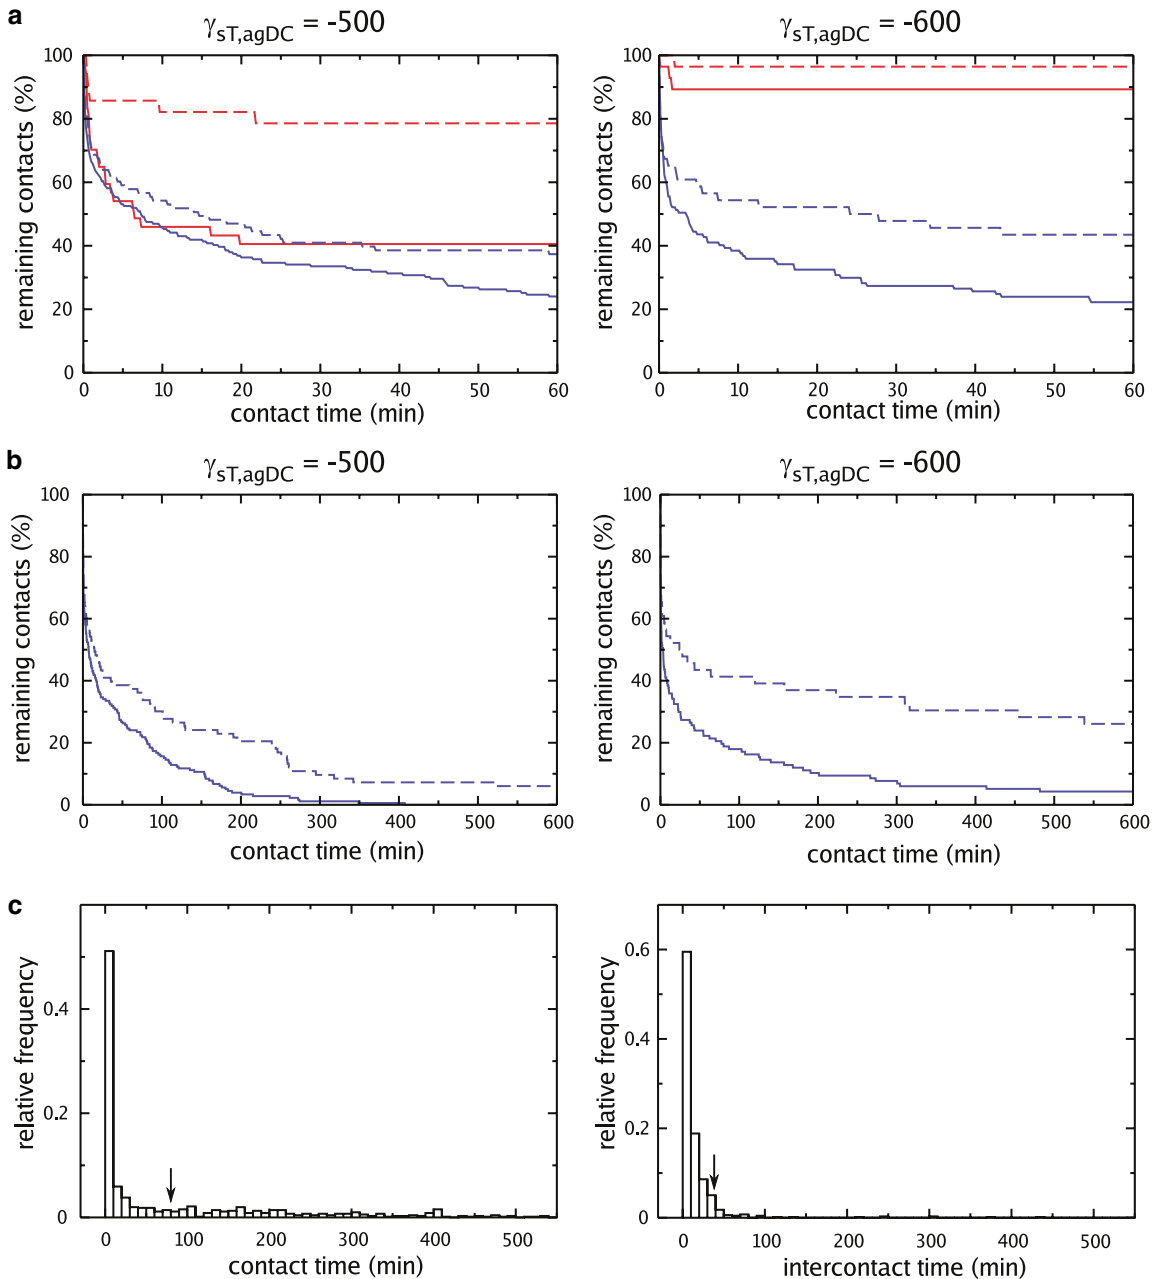 a
γsT,agDC = -500
γsT,agDC = -600
remaining contacts (%)
100
80
60
40
20
0
0 10 20 30 40 50 60
contact time (min)
remaining contacts (%)
100
80
60
40
20
0
0 10 20 30 40 50 60
contact time (min)
b
γsT,agDC = -500
γsT,agDC = -600
remaining contacts (%)
100
80
60
40
20
0
0 100 200 300 400 500 600
contact time (min)
remaining contacts (%)
100
80
60
40
20
0
0 100 200 300 400 500 600
contact time (min)
c
relative frequency
0.4
0.2
0
0 100 200 300 400 500
contact time (min)
relative frequency
0.6
0.4
0.2
0
0 100 200 300 400 500
intercontact time (min)